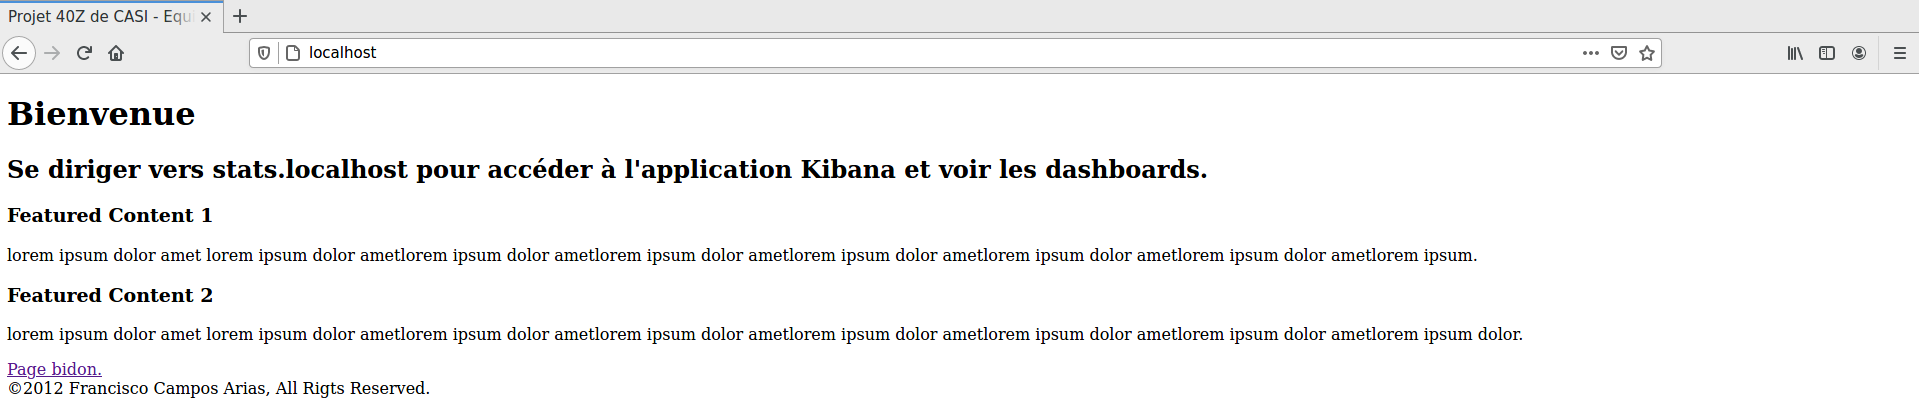 Projet 40Z de CASI - Equi
localhost
Bienvenue
Se diriger vers stats.localhost pour accéder à l'application Kibana et voir les dashboards.
Featured Content 1
lorem ipsum dolor amet lorem ipsum dolor ametlorem ipsum dolor ametlorem ipsum dolor ametlorem ipsum dolor ametlorem ipsum dolor ametlorem ipsum dolor ametlorem ipsum.
Featured Content 2
lorem ipsum dolor amet lorem ipsum dolor ametlorem ipsum dolor ametlorem ipsum dolor ametlorem ipsum dolor ametlorem ipsum dolor ametlorem ipsum dolor ametlorem ipsum dolor.
Page bidon.
©2012 Francisco Campos Arias, All Rigts Reserved.